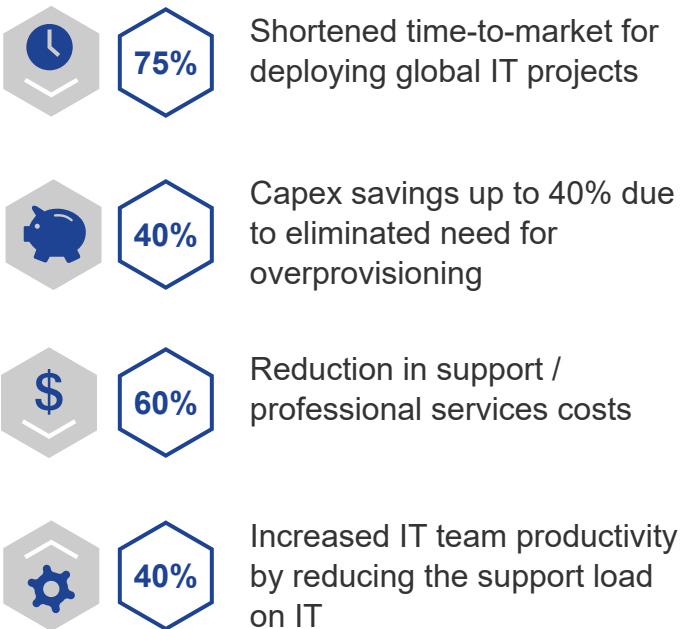 75%
Shortened time-to-market for
deploying global IT projects
40%
Capex savings up to 40% due
to eliminated need for
overprovisioning
$
60%
Reduction in support /
professional services costs
40%
Increased IT team productivity
by reducing the support load
on IT